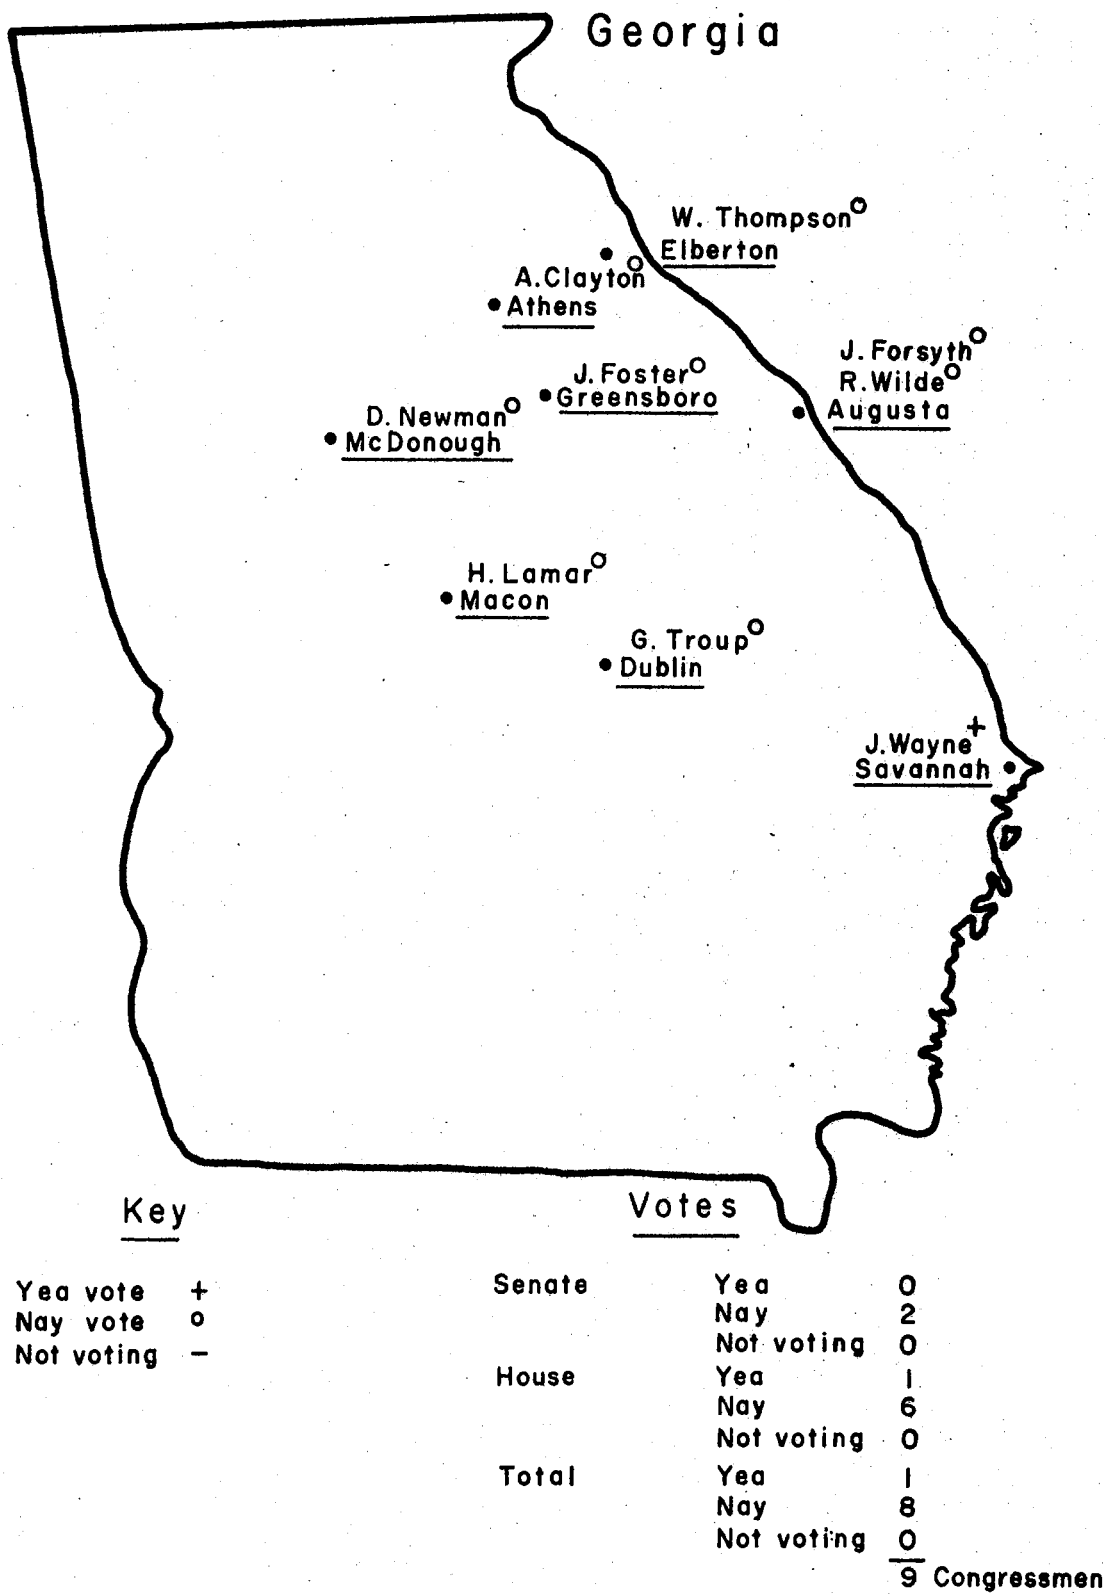 Georgia
W. Thompson o
Elberton
A. Clayton o
Athens
J. Forsyth o
R. Wilde o
Augusta
J. Foster o
Greensboro
D. Newman o
McDonough
H. Lamar o
Macon
G. Troup o
Dublin
J. Wayne +
Savannah
Key
Yea vote +
Nay vote o
Not voting –
Votes
Senate Yea 0
Nay 2
Not voting 0
House Yea 1
Nay 6
Not voting 0
Total Yea 1
Nay 8
Not voting 0
9 Congressmen